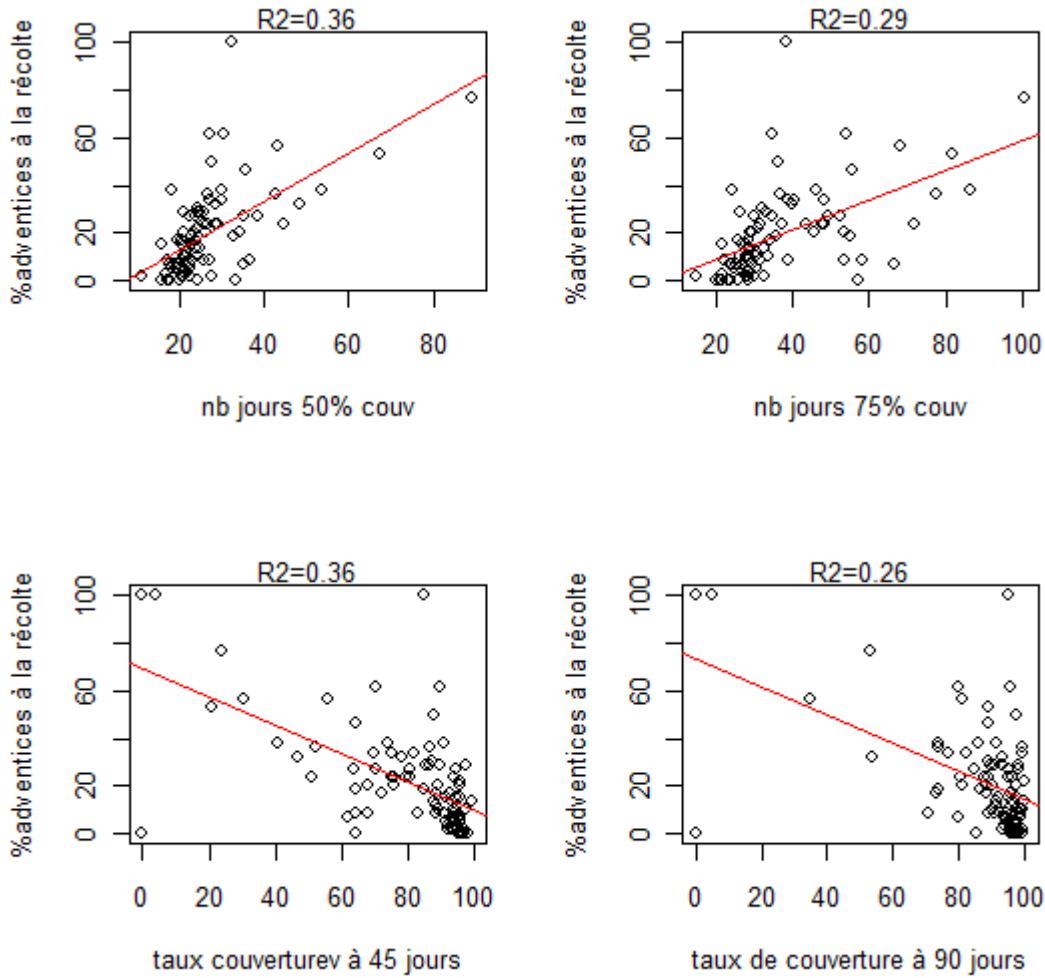 R2=0.36
%adventices à la récolte
0 20 60 100
20 40 60 80
nb jours 50% couv
R2=0.29
%adventices à la récolte
0 20 60 100
20 40 60 80 100
nb jours 75% couv
R2=0.36
%adventices à la récolte
0 20 60 100
0 20 40 60 80 100
taux couverturev à 45 jours
R2=0.26
%adventices à la récolte
0 20 60 100
0 20 40 60 80 100
taux de couverture à 90 jours